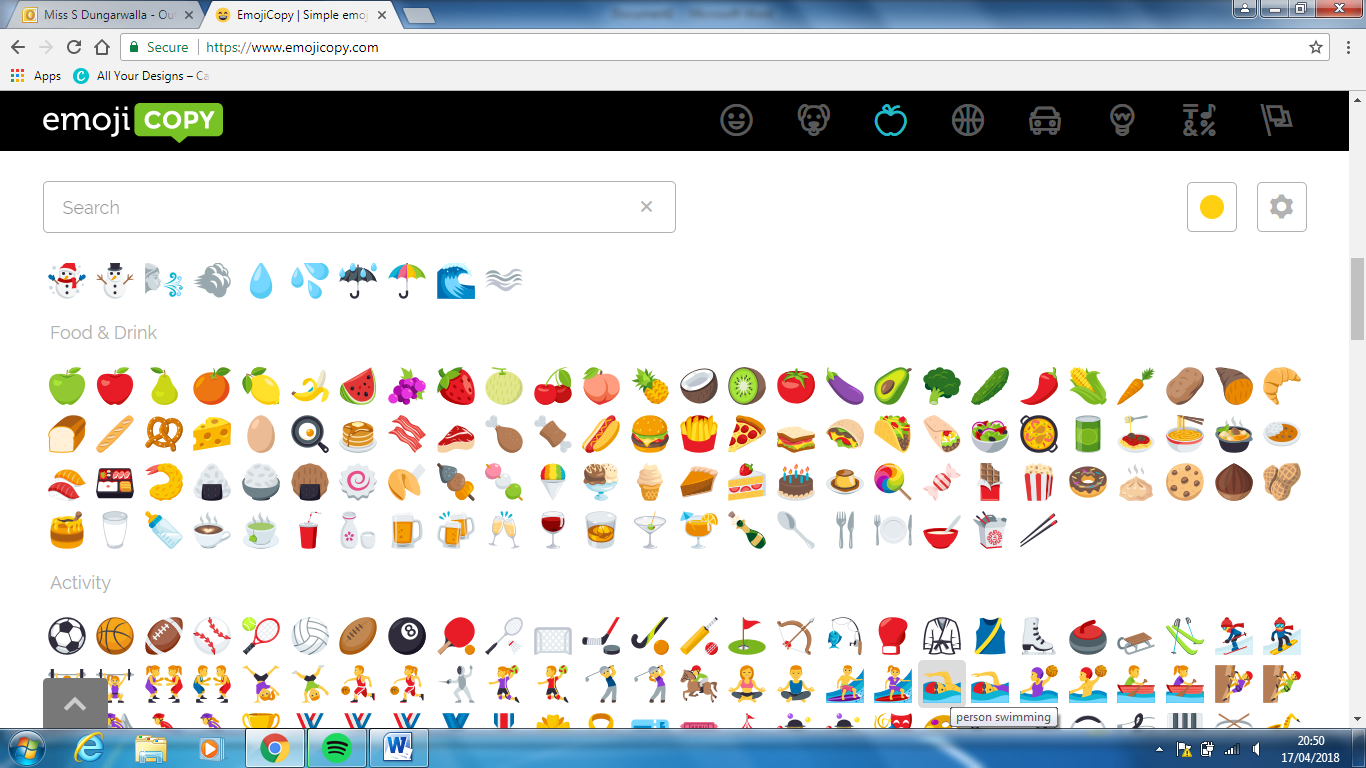 Miss S Dungarwalla - Ou
EmojiCopy | Simple emoj
Secure https://www.emojicopy.com
Apps All Your Designs – Ca
emoji COPY
Search
Food & Drink
Activity
person swimming
20:50
17/04/2018